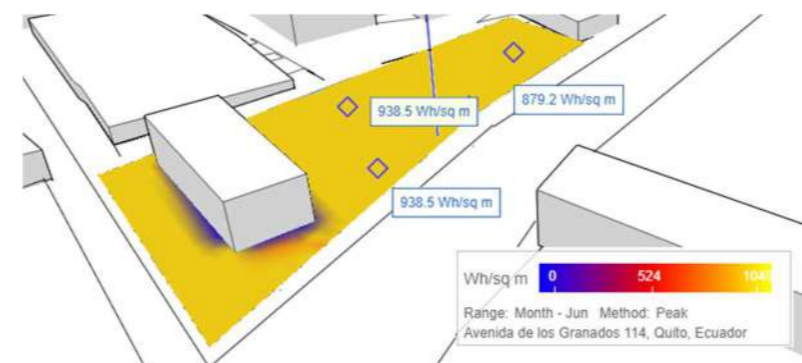 938.5 Wh/sq m
879.2 Wh/sq m
938.5 Wh/sq m
Wh/sq m 0 524
Range: Month - Jun Method: Peak
Avenida de los Granados 114, Quito, Ecuador